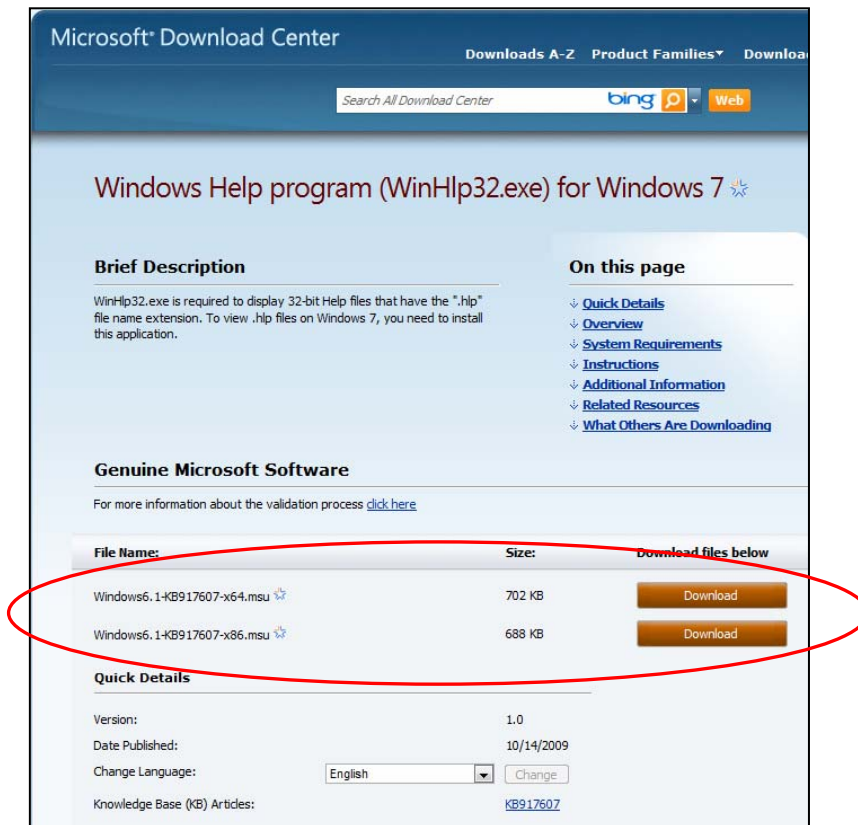 Microsoft® Download Center
Downloads A-Z Product Families Downloa
Search All Download Center bing Web
Windows Help program (WinHlp32.exe) for Windows 7
Brief Description
On this page
WinHlp32.exe is required to display 32-bit Help files that have the ".hlp"
file name extension. To view .hlp files on Windows 7, you need to install
this application.
Quick Details
Overview
System Requirements
Instructions
Additional Information
Related Resources
What Others Are Downloading
Genuine Microsoft Software
For more information about the validation process click here
File Name: Size: Download files below
Windows6.1-KB917607-x64.msu 702 KB Download
Windows6.1-KB917607-x86.msu 688 KB Download
Quick Details
Version: 1.0
Date Published: 10/14/2009
Change Language: English Change
Knowledge Base (KB) Articles: KB917607